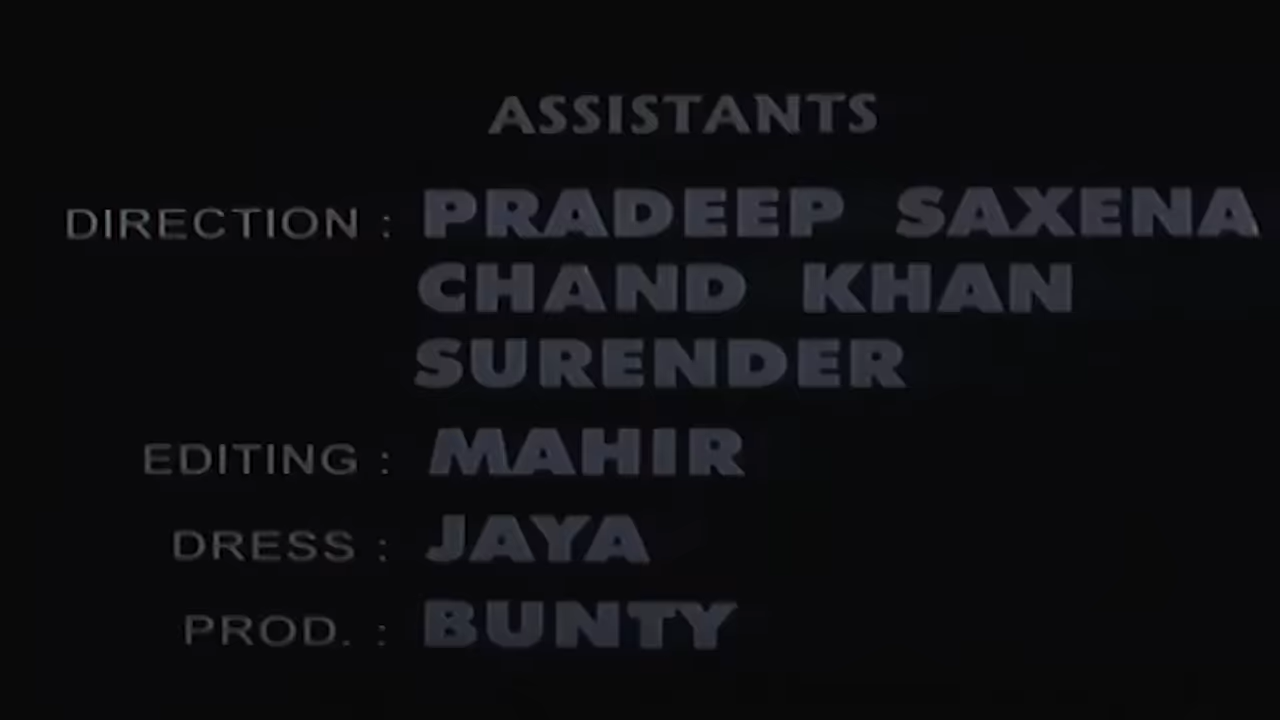 ASSISTANTS
DIRECTION : PRADEEP SAXENA
CHAND KHAN
SURENDER
EDITING : MAHIR
DRESS : JAYA
PROD. : BUNTY